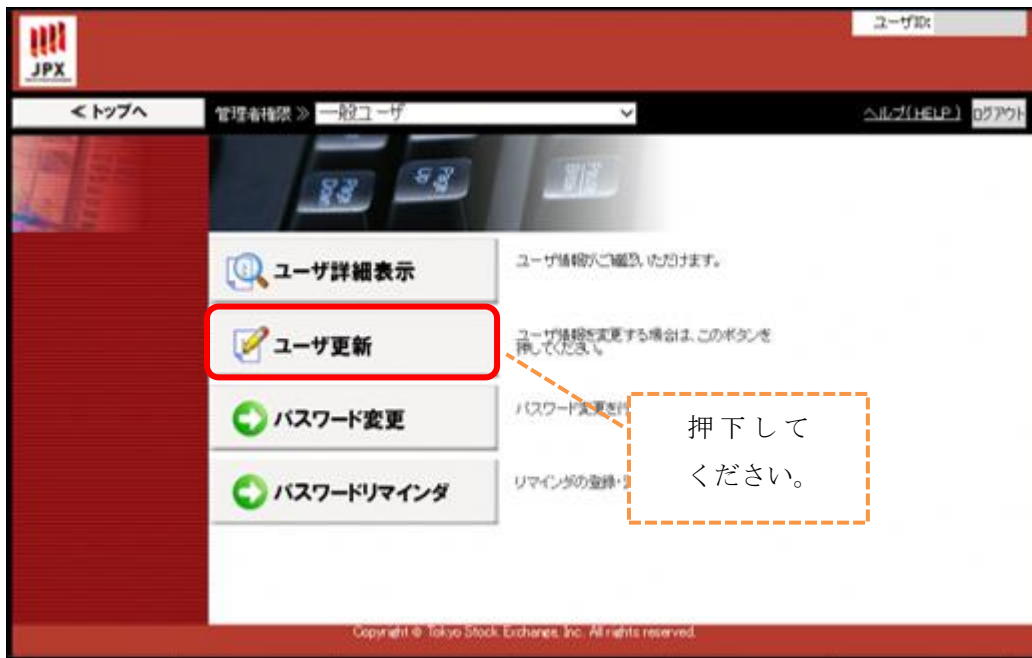 ユーザID:
JPX
≪ トップへ
管理者権限 ≫ 一般ユーザ
ヘルプ(HELP)
ログアウト
Page Down
Page Up
ユーザ詳細表示
ユーザ情報がご確認いただけます。
ユーザ更新
ユーザ情報を変更する場合は、このボタンを
押してください。
パスワード変更
パスワード変更を行
押下して
ください。
パスワードリマインダ
リマインダの登録・
Copyright © Tokyo Stock Exchange, Inc. All rights reserved.